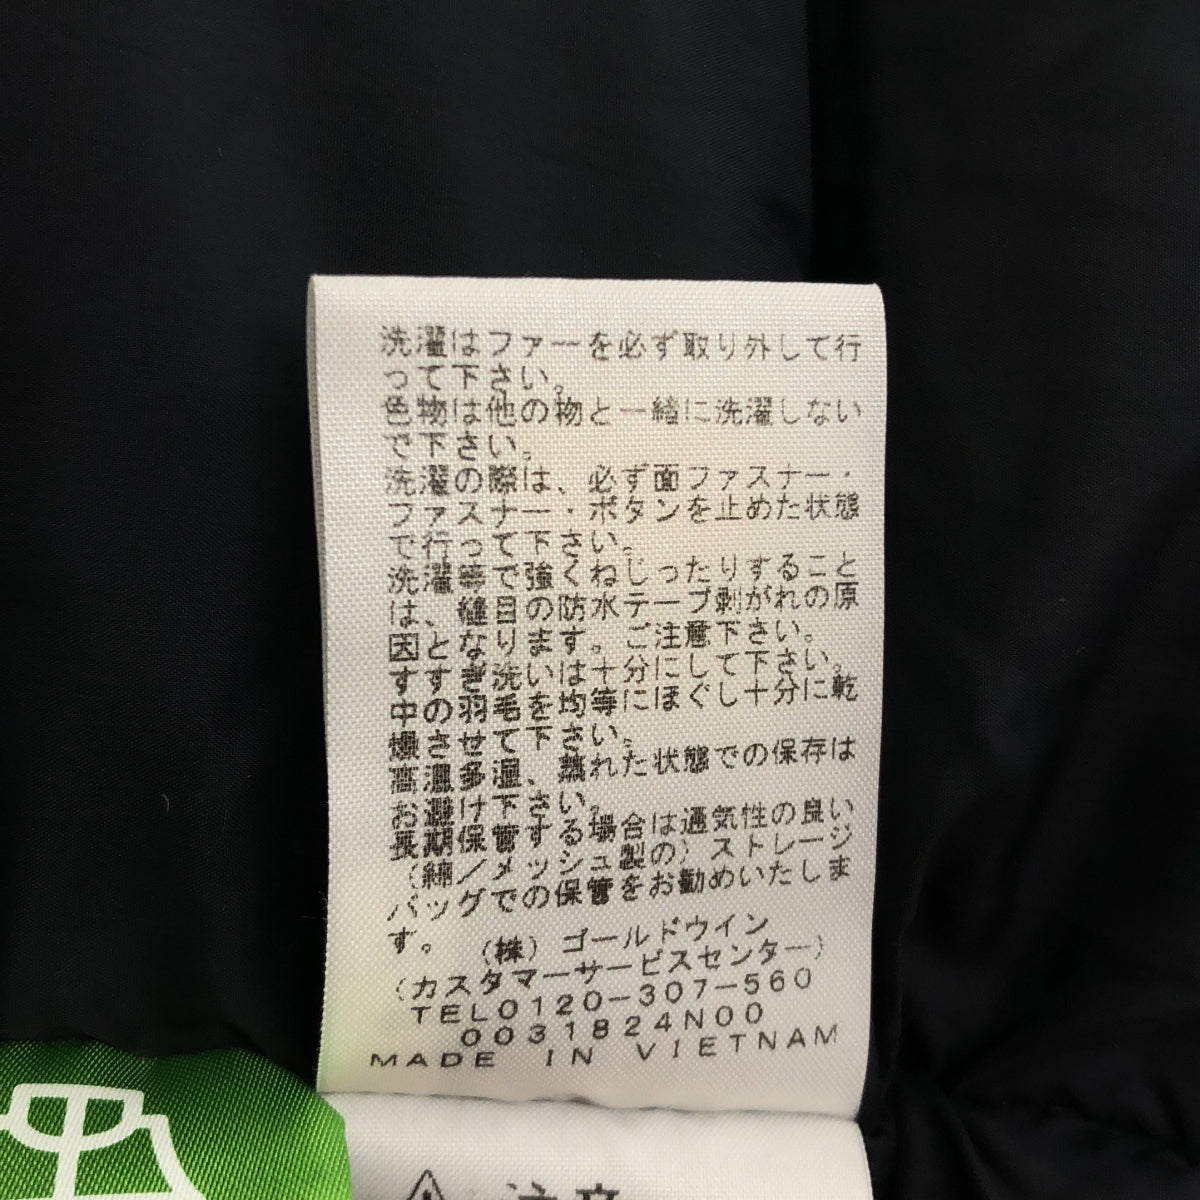 洗濯はファーを必ず取り外して行
って下さい。
色物は他の物と一緒に洗濯しない
で下さい。
洗濯の際は、必ず面ファスナー・
ファスナー・ボタンを止めた状態
で行って下さい。
洗濯等で強くねじったりすること
は、縫目の防水テープ剥がれの原
因となります。ご注意下さい。
すすぎ洗いは十分にして下さい。
中の羽毛を均等にほぐし十分に乾
燥させて下さい。
高温多湿、蒸れた状態での保存は
お避け下さい。
長期保管する場合は通気性の良い
(綿/メッシュ製の)ストレージ
バッグでの保管をお勧めいたしま
す。 (株)ゴールドウイン
(カスタマーサービスセンター)
TEL0120-307-560
0031824N00
MADE IN VIETNAM
注意